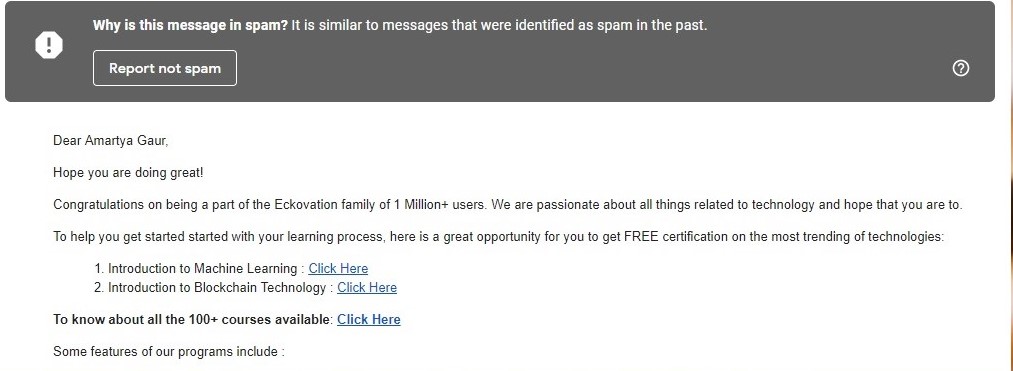 Why is this message in spam? It is similar to messages that were identified as spam in the past.
Report not spam
Dear Amartya Gaur,
Hope you are doing great!
Congratulations on being a part of the Eckovation family of 1 Million+ users. We are passionate about all things related to technology and hope that you are to.
To help you get started started with your learning process, here is a great opportunity for you to get FREE certification on the most trending of technologies:
1. Introduction to Machine Learning : Click Here
2. Introduction to Blockchain Technology : Click Here
To know about all the 100+ courses available: Click Here
Some features of our programs include :